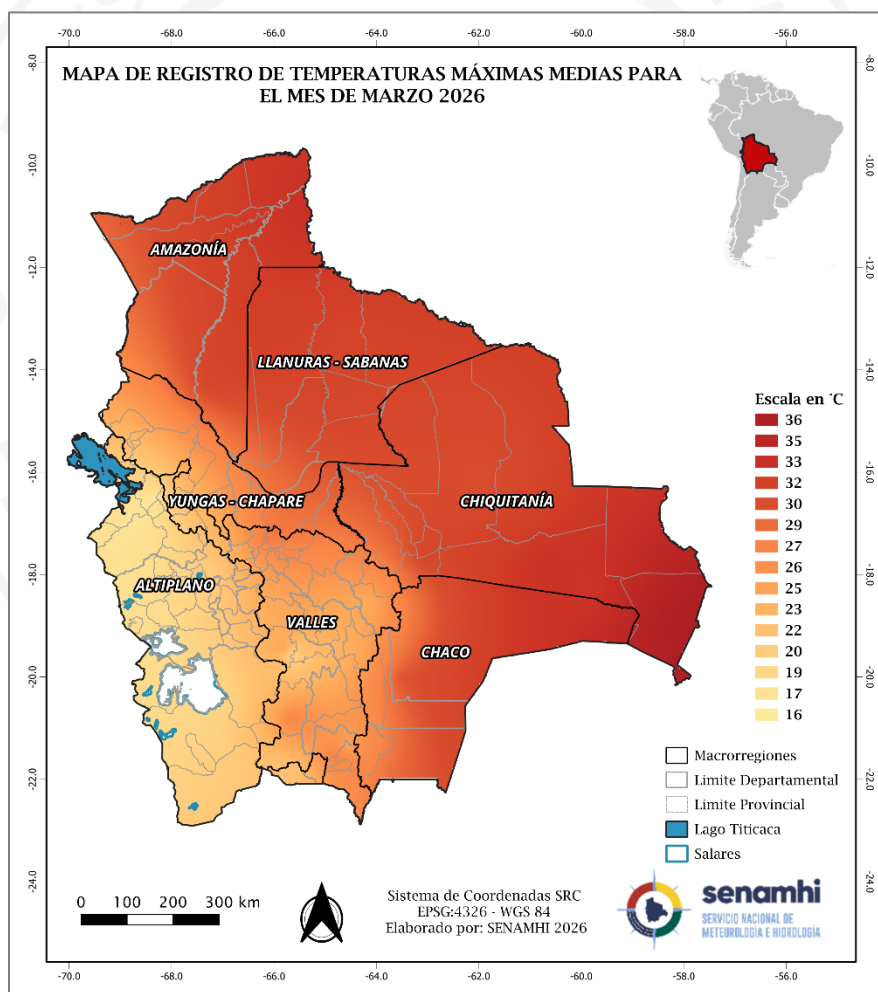 MAPA DE REGISTRO DE TEMPERATURAS MÁXIMAS MEDIAS PARA
EL MES DE MARZO 2026
-70.0
-68.0
-66.0
-64.0
-62.0
-60.0
-58.0
-56.0
-8.0
-10.0
-12.0
-14.0
-16.0
-18.0
-20.0
-22.0
-24.0
-8.0
-10.0
-12.0
-14.0
-16.0
-18.0
-20.0
-22.0
-24.0
AMAZONÍA
LLANURAS - SABANAS
YUNGAS - CHAPARE
CHIQUITANÍA
ALTIPLANO
VALLES
CHACO
Escala en °C
36
35
33
32
30
29
27
26
25
23
22
20
19
17
16
Macrorregiones
Limite Departamental
Limite Provincial
Lago Titicaca
Salares
0 100 200 300 km
Sistema de Coordenadas SRC
EPSG:4326 - WGS 84
Elaborado por: SENAMHI 2026
senamhi
SERVICIO NACIONAL DE
METEOROLOGÍA E HIDROLOGÍA
-70.0
-68.0
-66.0
-64.0
-62.0
-60.0
-58.0
-56.0